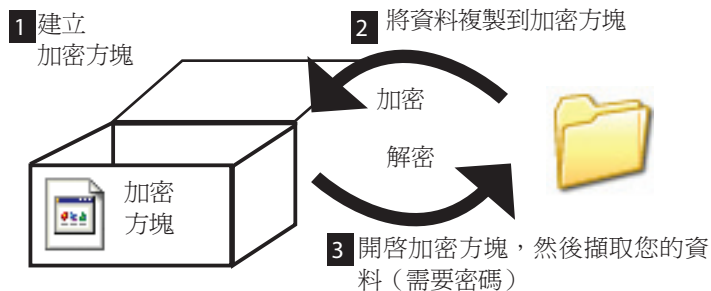 1 建立
加密方塊
2 將資料複製到加密方塊
加密
解密
加密
方塊
3 開啓加密方塊，然後擷取您的資
料（需要密碼）